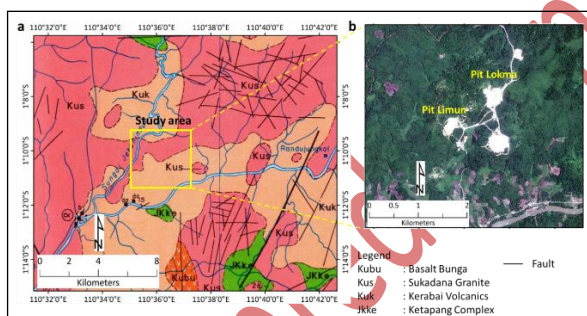 a
110°32'0"E 110°34'0"E 110°36'0"E 110°38'0"E 110°40'0"E 110°42'0"E
1°8'0"S
1°10'0"S
1°12'0"S
1°14'0"S
Kus
Kuk
Kus
Study area
Kus
Randujungkal
JKke
Kuk
Kus
Kubu
Kus
JKke
JKke
N
0 2 4 8
Kilometers
110°32'0"E 110°34'0"E 110°36'0"E 110°38'0"E 110°40'0"E 110°42'0"E
b
Pit Lokma
Pit Limun
N
0 0.5 1 2
Kilometers
Legend
Kubu : Basalt Bunga
Kus : Sukadana Granite
Kuk : Kerabai Volcanics
Jkke : Ketapang Complex
Fault